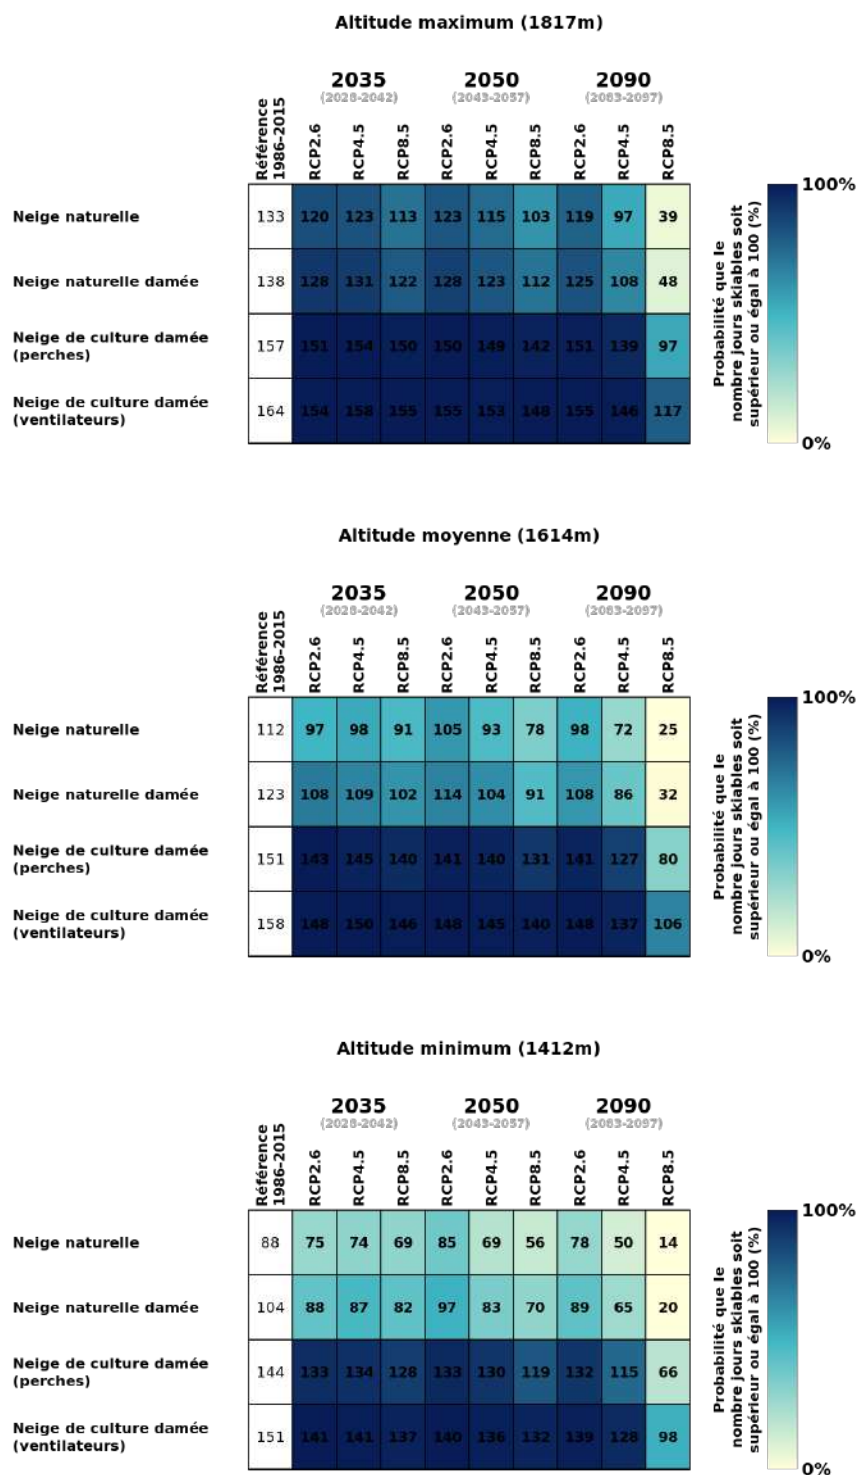 Altitude maximum (1817m)
2035 2050 2090
(2028-2042) (2043-2057) (2083-2097)
Référence
1986-2015
RCP2.6 RCP4.5 RCP8.5 RCP2.6 RCP4.5 RCP8.5 RCP2.6 RCP4.5 RCP8.5
Neige naturelle 133 120 123 113 123 115 103 119 97 39
Neige naturelle damée 138 128 131 122 128 123 112 125 108 48
Neige de culture damée
(perches) 157 151 154 150 150 149 142 151 139 97
Neige de culture damée
(ventilateurs) 164 154 158 155 155 153 148 155 146 117
Probabilité que le
nombre jours skiables soit
supérieur ou égal à 100 (%)
100%
0%
Altitude moyenne (1614m)
2035 2050 2090
(2028-2042) (2043-2057) (2083-2097)
Référence
1986-2015
RCP2.6 RCP4.5 RCP8.5 RCP2.6 RCP4.5 RCP8.5 RCP2.6 RCP4.5 RCP8.5
Neige naturelle 112 97 98 91 105 93 78 98 72 25
Neige naturelle damée 123 108 109 102 114 104 91 108 86 32
Neige de culture damée
(perches) 151 143 145 140 141 140 131 141 127 80
Neige de culture damée
(ventilateurs) 158 148 150 146 148 145 140 148 137 106
Probabilité que le
nombre jours skiables soit
supérieur ou égal à 100 (%)
100%
0%
Altitude minimum (1412m)
2035 2050 2090
(2028-2042) (2043-2057) (2083-2097)
Référence
1986-2015
RCP2.6 RCP4.5 RCP8.5 RCP2.6 RCP4.5 RCP8.5 RCP2.6 RCP4.5 RCP8.5
Neige naturelle 88 75 74 69 85 69 56 78 50 14
Neige naturelle damée 104 88 87 82 97 83 70 89 65 20
Neige de culture damée
(perches) 144 133 134 128 133 130 119 132 115 66
Neige de culture damée
(ventilateurs) 151 141 141 137 140 136 132 139 128 98
Probabilité que le
nombre jours skiables soit
supérieur ou égal à 100 (%)
100%
0%